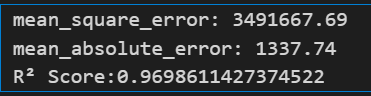 mean_square_error: 3491667.69
mean_absolute_error: 1337.74
R² Score:0.9698611427374522